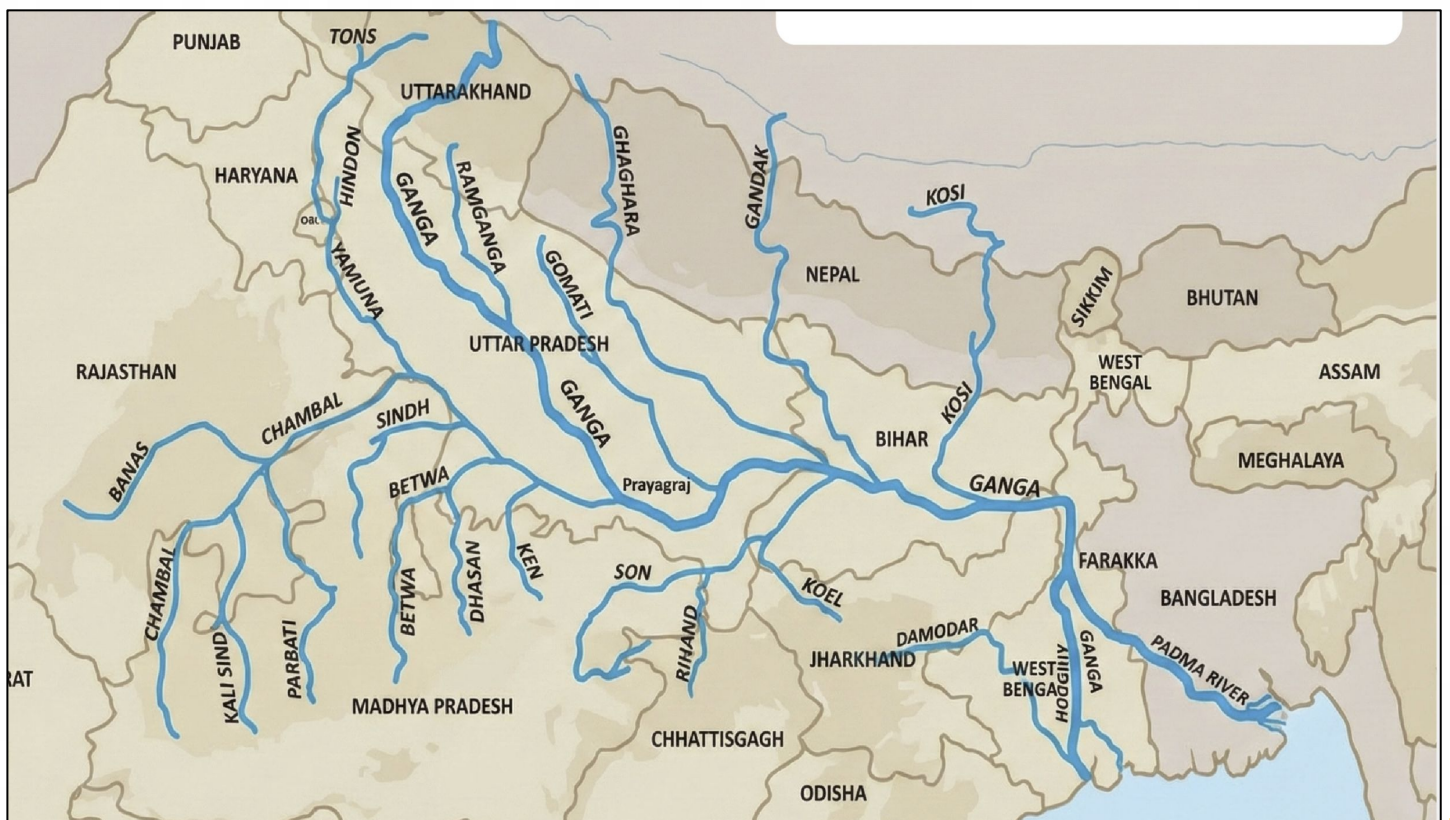 TONS
PUNJAB
UTTARAKHAND
HARYANA
HINDON
GANGA
RAMGANGA
GHAGHARA
GANDAK
KOSI
YAMUNA
GOMATI
NEPAL
SIKKIM
BHUTAN
UTTAR PRADESH
RAJASTHAN
WEST
BENGAL
ASSAM
CHAMBAL
SINDH
GANGA
KOSI
BIHAR
BANAS
BETWA
Prayagraj
GANGA
MEGHALAYA
CHAMBAL
KALI SIND
PARBATI
BETWA
DHASAN
KEN
SON
RIHAND
KOEL
FARAKKA
BANGLADESH
DAMODAR
JHARKHAND
WEST
BENGA
GANGA
PADMA RIVER
RAT
MADHYA PRADESH
CHHATTISGAGH
ODISHA